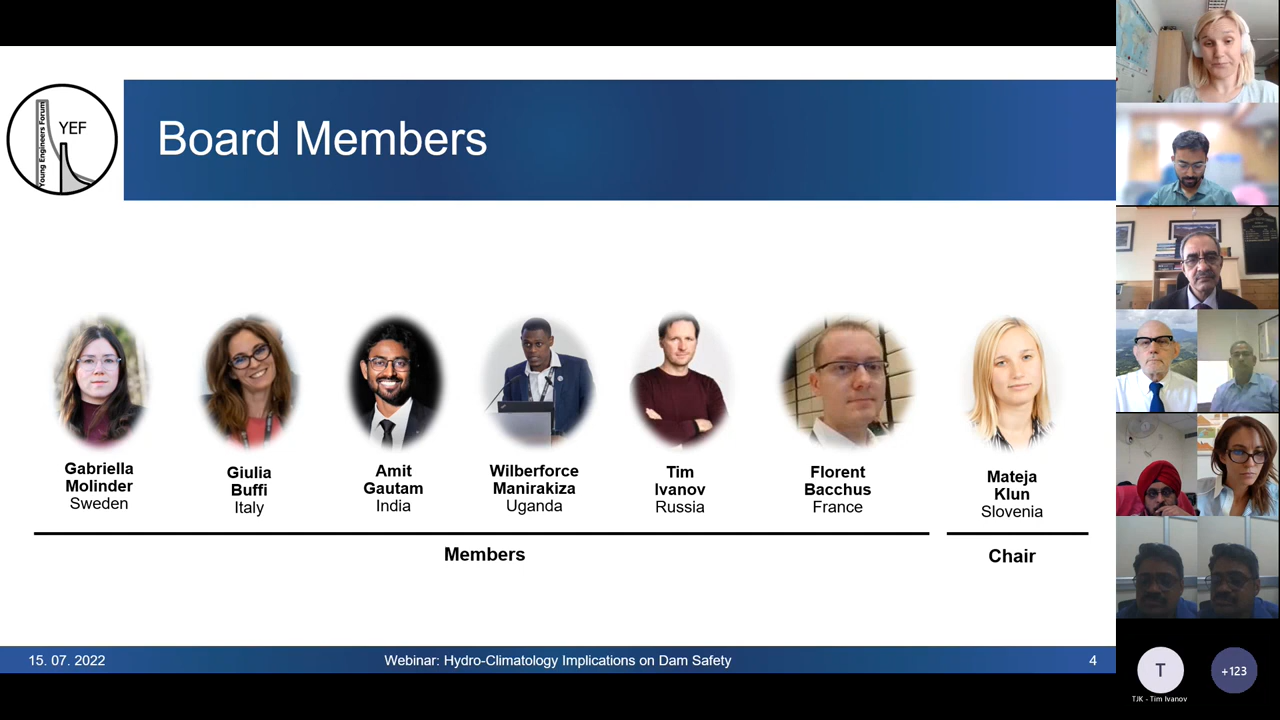 Young Engineers Forum
YEF
Board Members
Gabriella
Molinder
Sweden
Giulia
Buffi
Italy
Amit
Gautam
India
Wilberforce
Manirakiza
Uganda
Tim
Ivanov
Russia
Florent
Bacchus
France
Mateja
Klun
Slovenia
Members
Chair
15. 07. 2022
Webinar: Hydro-Climatology Implications on Dam Safety
4
T
TJK - Tim Ivanov
+123